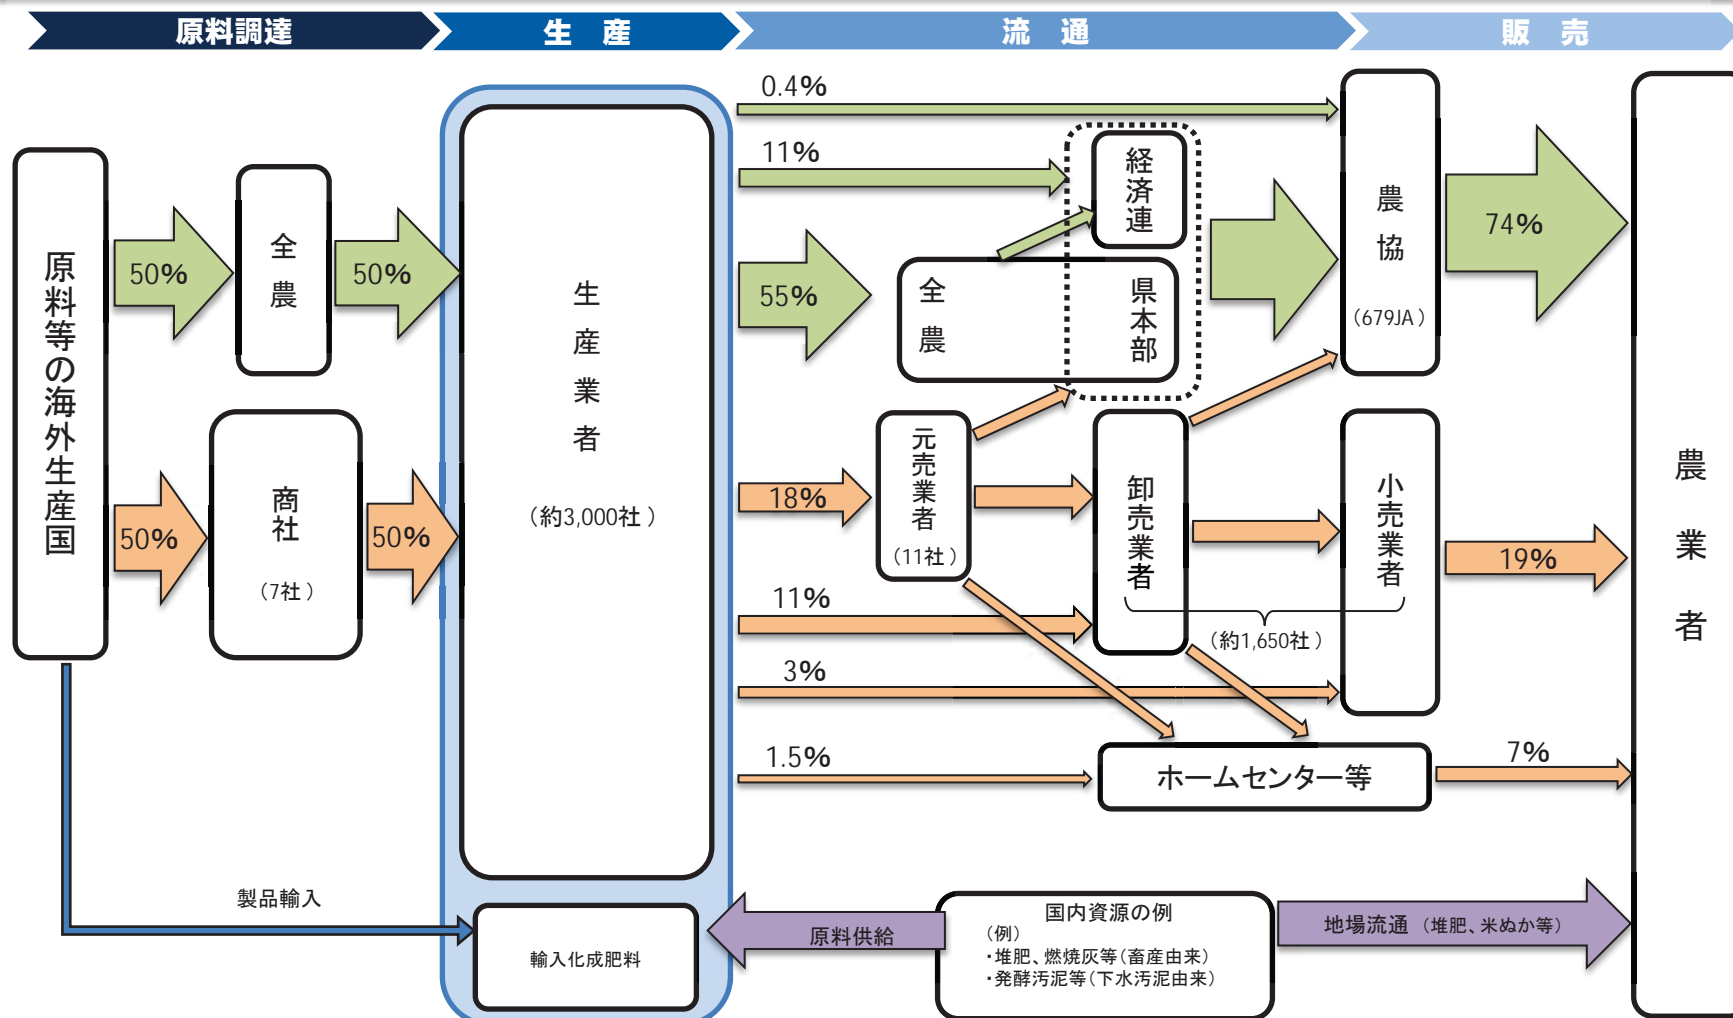 原料調達
生 産
流 通
販 売
原料等の海外生産国
50%
全農
50%
50%
商社
(7社)
50%
生産業者
(約3,000社)
0.4%
11%
55%
18%
11%
3%
1.5%
経済連
全農
県本部
元売業者
(11社)
卸売業者
(約1,650社)
農協
(679JA)
小売業者
ホームセンター等
74%
19%
7%
農業者
製品輸入
輸入化成肥料
原料供給
国内資源の例
(例)
・堆肥、燃焼灰等(畜産由来)
・発酵汚泥等(下水汚泥由来)
地場流通(堆肥、米ぬか等)